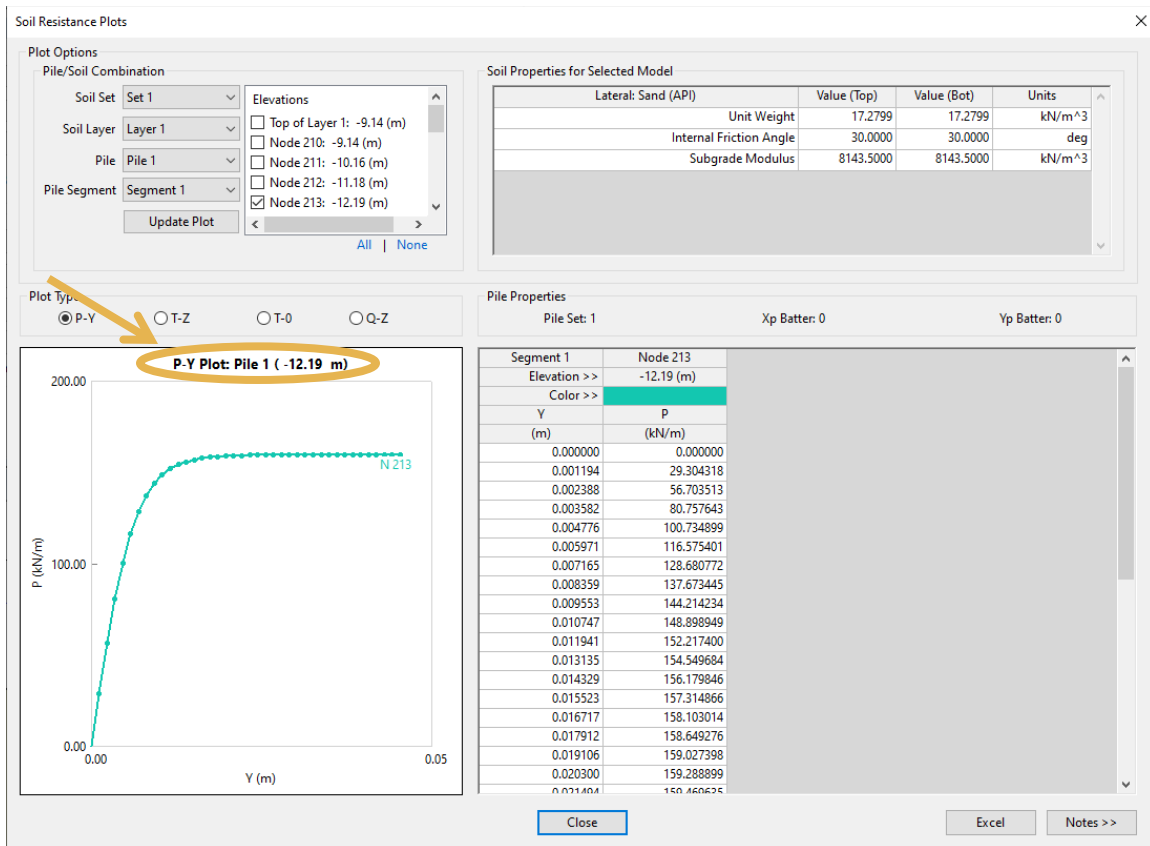 Soil Resistance Plots
Plot Options
Pile/Soil Combination
Soil Set Set 1
Soil Layer Layer 1
Pile Pile 1
Pile Segment Segment 1
Update Plot
Elevations
Top of Layer 1: -9.14 (m)
Node 210: -9.14 (m)
Node 211: -10.16 (m)
Node 212: -11.18 (m)
Node 213: -12.19 (m)
All | None
Soil Properties for Selected Model
Lateral: Sand (API) Value (Top) Value (Bot) Units
Unit Weight 17.2799 17.2799 kN/m^3
Internal Friction Angle 30.0000 30.0000 deg
Subgrade Modulus 8143.5000 8143.5000 kN/m^3
Plot Type
P-Y T-Z T-0 Q-Z
Pile Properties
Pile Set: 1 Xp Batter: 0 Yp Batter: 0
P-Y Plot: Pile 1 ( -12.19 m)
200.00
N 213
P (kN/m)
100.00
0.00
0.00 0.05
Y (m)
Segment 1 Node 213
Elevation >> -12.19 (m)
Color >>
Y P
(m) (kN/m)
0.000000 0.000000
0.001194 29.304318
0.002388 56.703513
0.003582 80.757643
0.004776 100.734899
0.005971 116.575401
0.007165 128.680772
0.008359 137.673445
0.009553 144.214234
0.010747 148.898949
0.011941 152.217400
0.013135 154.549684
0.014329 156.179846
0.015523 157.314866
0.016717 158.103014
0.017912 158.649276
0.019106 159.027398
0.020300 159.288899
0.021494 159.469635
Close
Excel
Notes >>